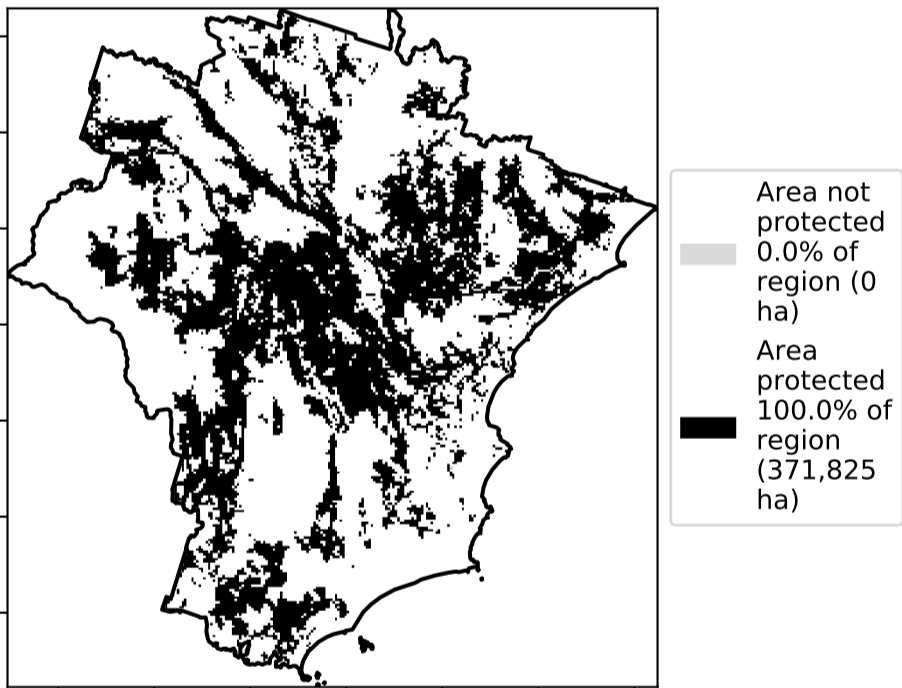 Area not
protected
0.0% of
region (0
ha)
Area
protected
100.0% of
region
(371,825
ha)